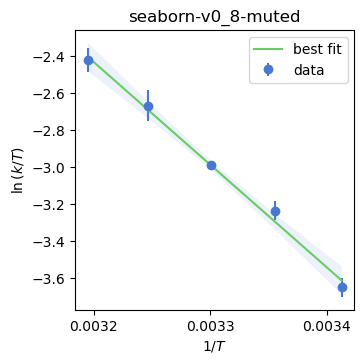 seaborn-v0_8-muted
best fit
data
ln (k/T)
−2.4
−2.6
−2.8
−3.0
−3.2
−3.4
−3.6
0.0032
0.0033
0.0034
1/T